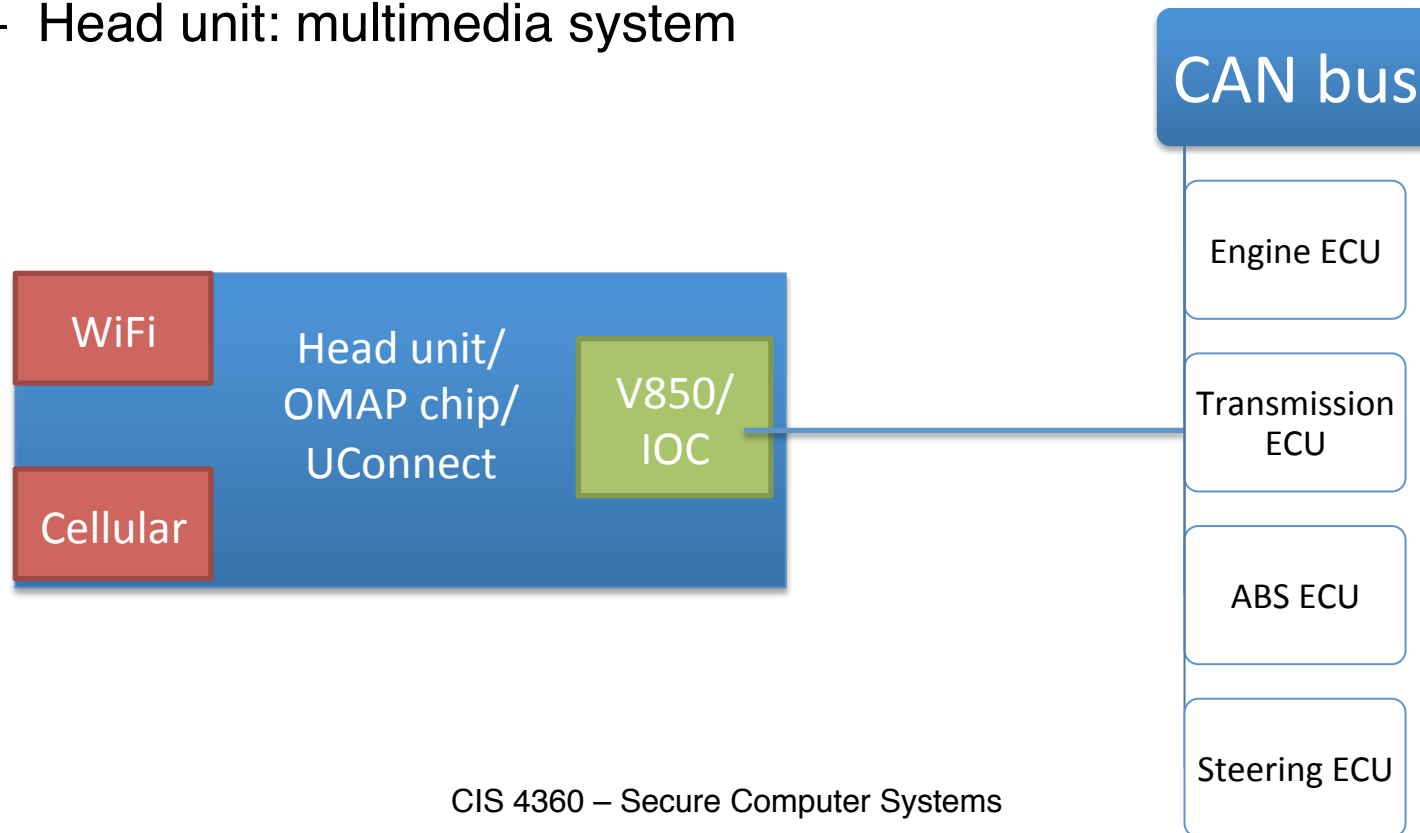 - Head unit: multimedia system
CAN bus
Engine ECU
WiFi
Head unit/
OMAP chip/
UConnect
V850/
IOC
Transmission
ECU
Cellular
ABS ECU
Steering ECU
CIS 4360 – Secure Computer Systems